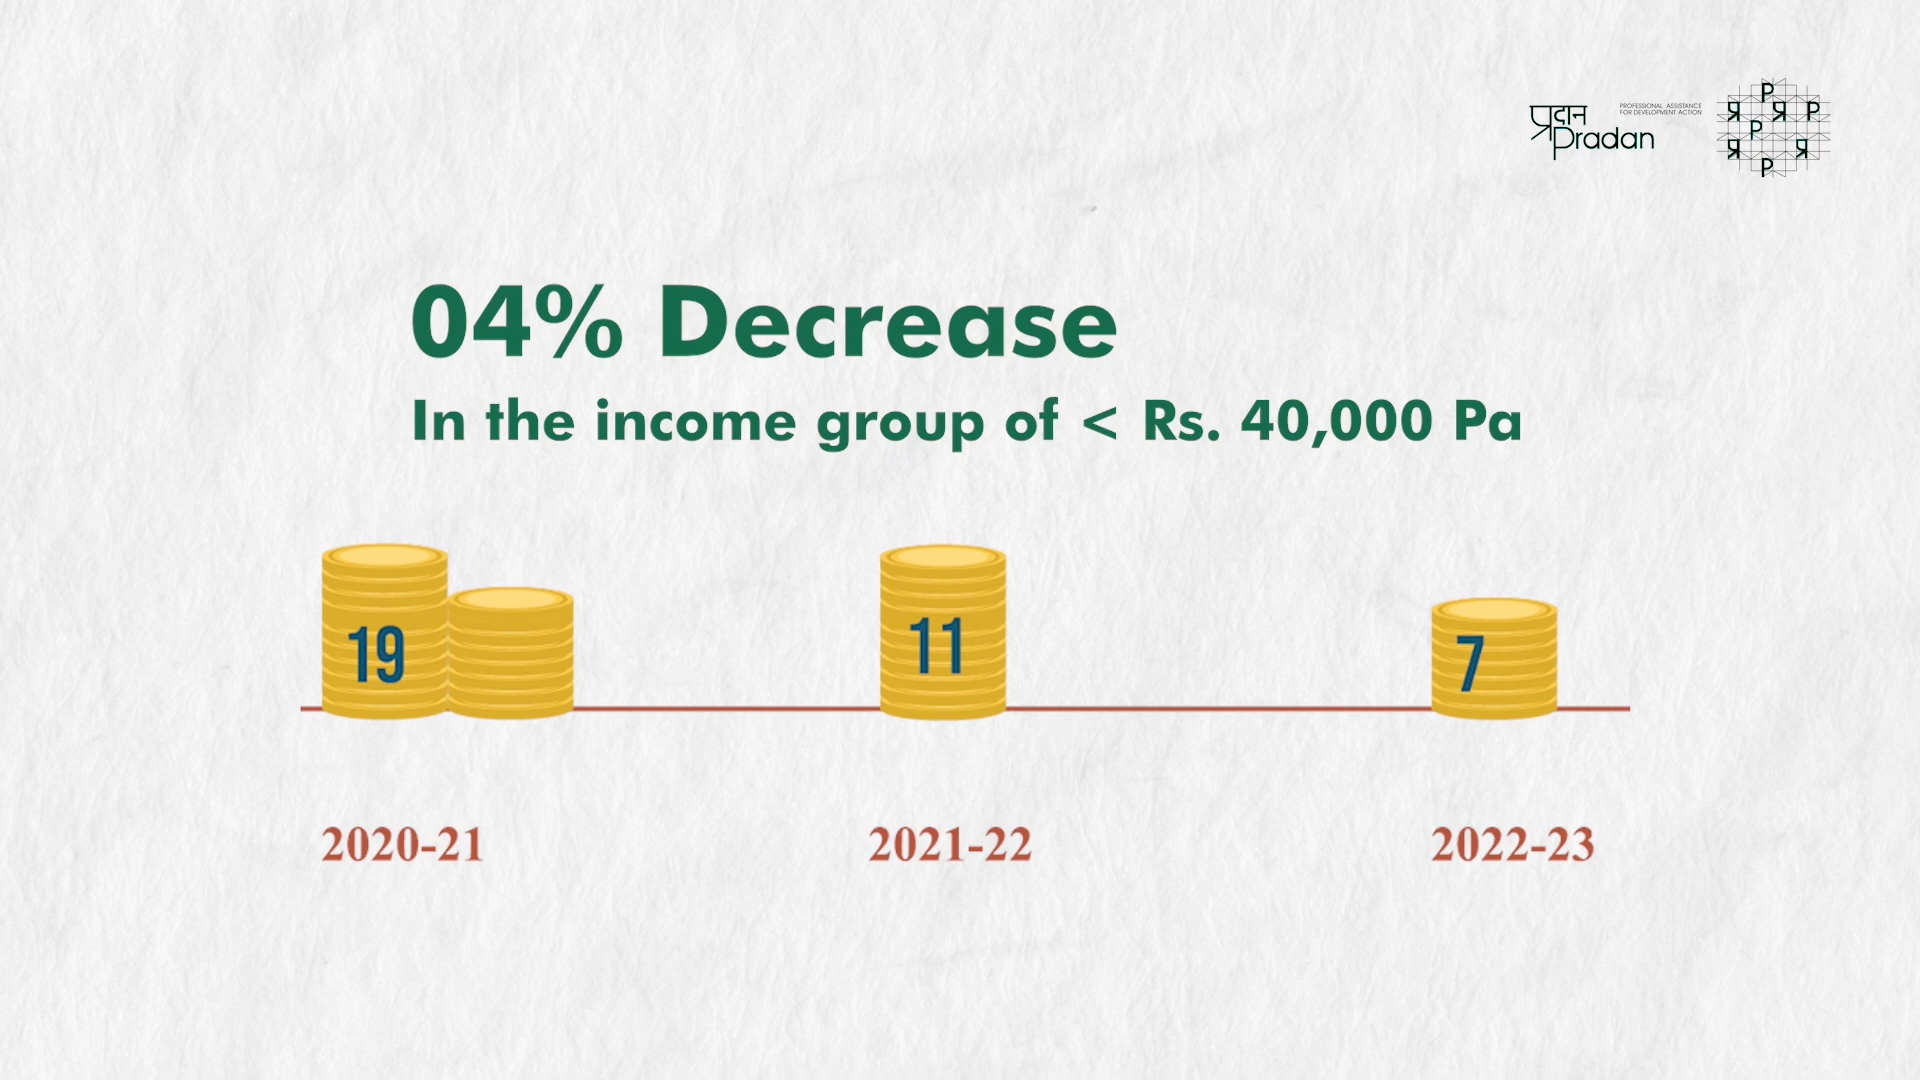 प्रदान
Pradan
PROFESSIONAL ASSISTANCE
FOR DEVELOPMENT ACTION
P
P P P
P
P P
P
04% Decrease
In the income group of < Rs. 40,000 Pa
19
11
7
2020-21
2021-22
2022-23